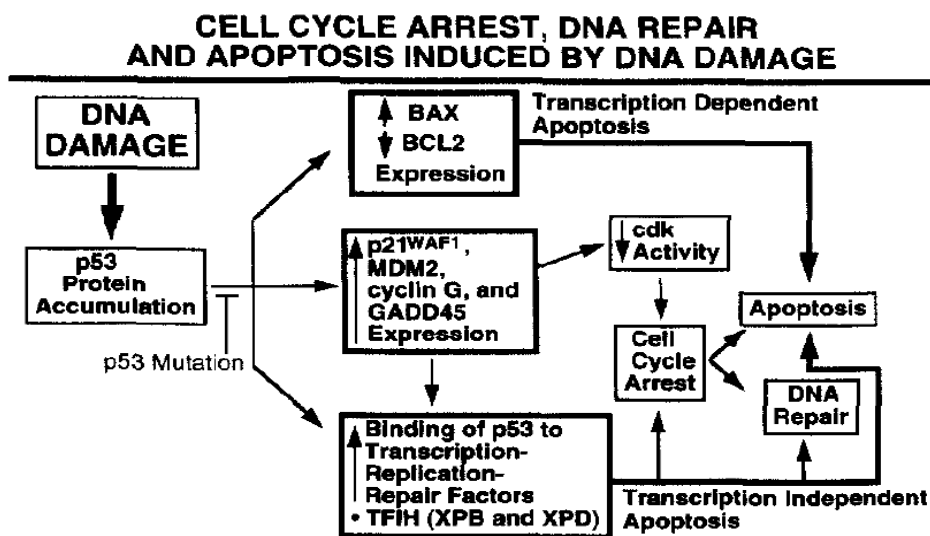 CELL CYCLE ARREST, DNA REPAIR
AND APOPTOSIS INDUCED BY DNA DAMAGE
DNA
DAMAGE
BAX
BCL2
Expression
Transcription Dependent
Apoptosis
p53
Protein
Accumulation
p53 Mutation
p21WAF1,
MDM2,
cyclin G, and
GADD45
Expression
cdk
Activity
Cell
Cycle
Arrest
Apoptosis
DNA
Repair
Binding of p53 to
Transcription-
Replication-
Repair Factors
• TFIH (XPB and XPD)
Transcription Independent
Apoptosis